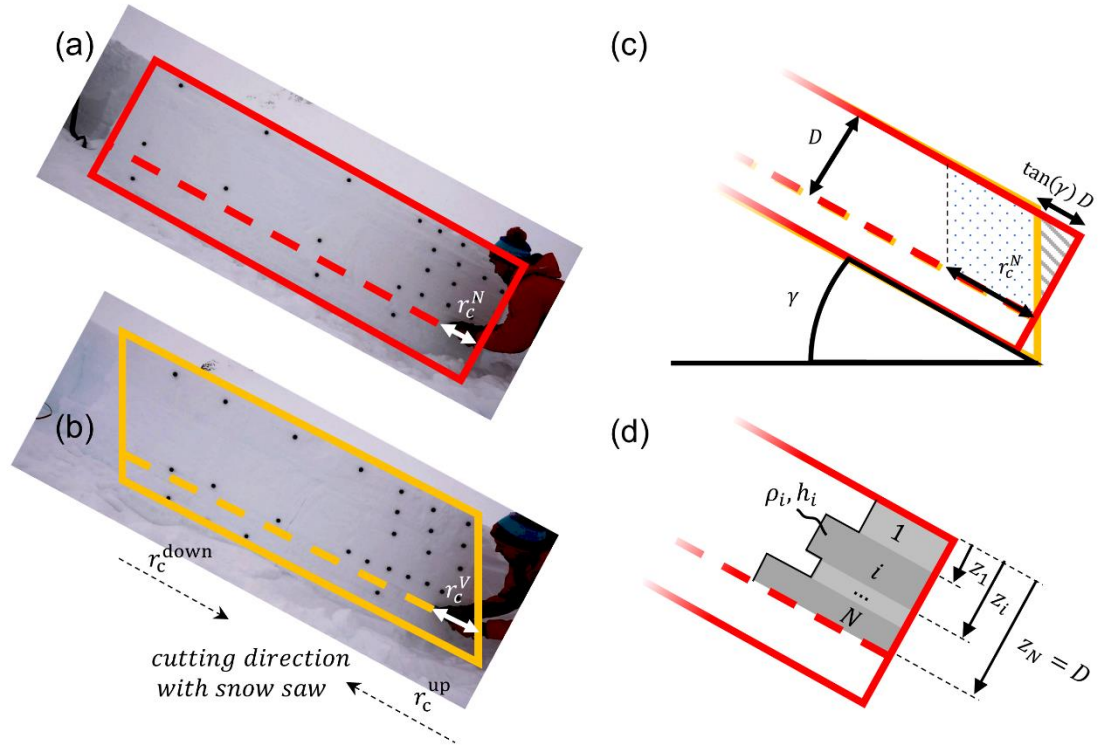 (a)
r_c^N
(b)
r_c^V
r_c^down
cutting direction
with snow saw
r_c^up
(c)
D
tan(γ) D
r_c^N
γ
(d)
ρ_i, h_i
1
i
...
N
z_1
z_i
z_N = D